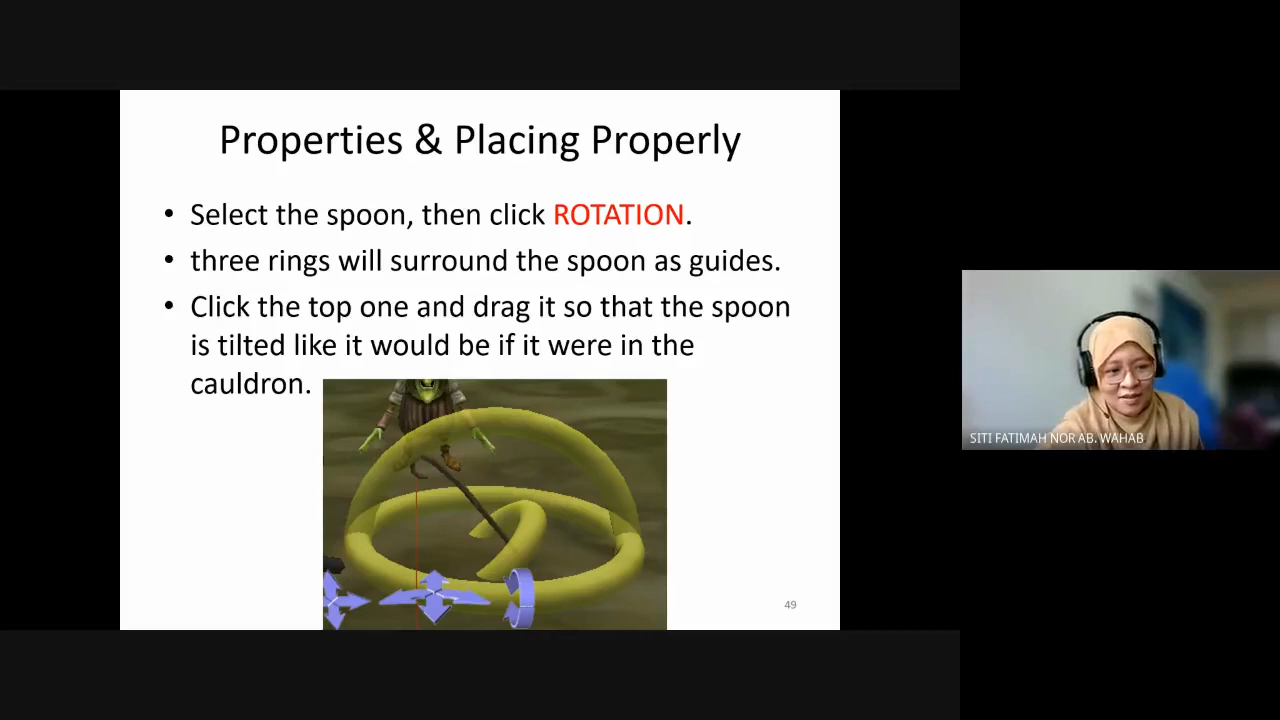 Properties & Placing Properly
• Select the spoon, then click ROTATION.
• three rings will surround the spoon as guides.
• Click the top one and drag it so that the spoon
is tilted like it would be if it were in the
cauldron.
49
SITI FATIMAH NOR AB. WAHAB